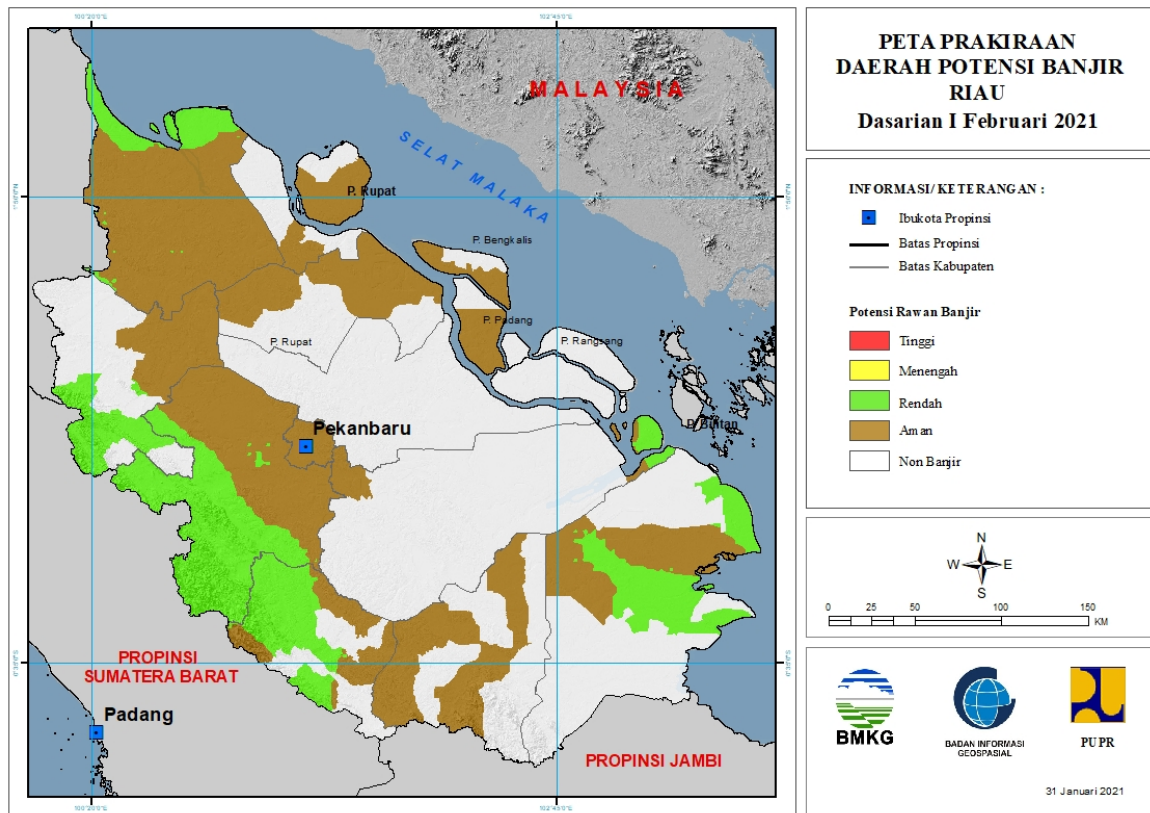 PETA PRAKIRAAN
DAERAH POTENSI BANJIR
RIAU
Dasarian I Februari 2021
INFORMASI/ KETERANGAN :
Ibukota Propinsi
Batas Propinsi
Batas Kabupaten
Potensi Rawan Banjir
Tinggi
Menengah
Rendah
Aman
Non Banjir
N
W E
S
0 25 50 100 150
KM
BMKG
BADAN INFORMASI
GEOSPASIAL
PUPR
31 Januari 2021
MALAYSIA
SELAT MALAKA
P. Rupat
P. Bengkalis
P. Padang
P. Rangsang
P. Rupat
P. Bintan
Pekanbaru
PROPINSI
SUMATERA BARAT
Padang
PROPINSI JAMBI